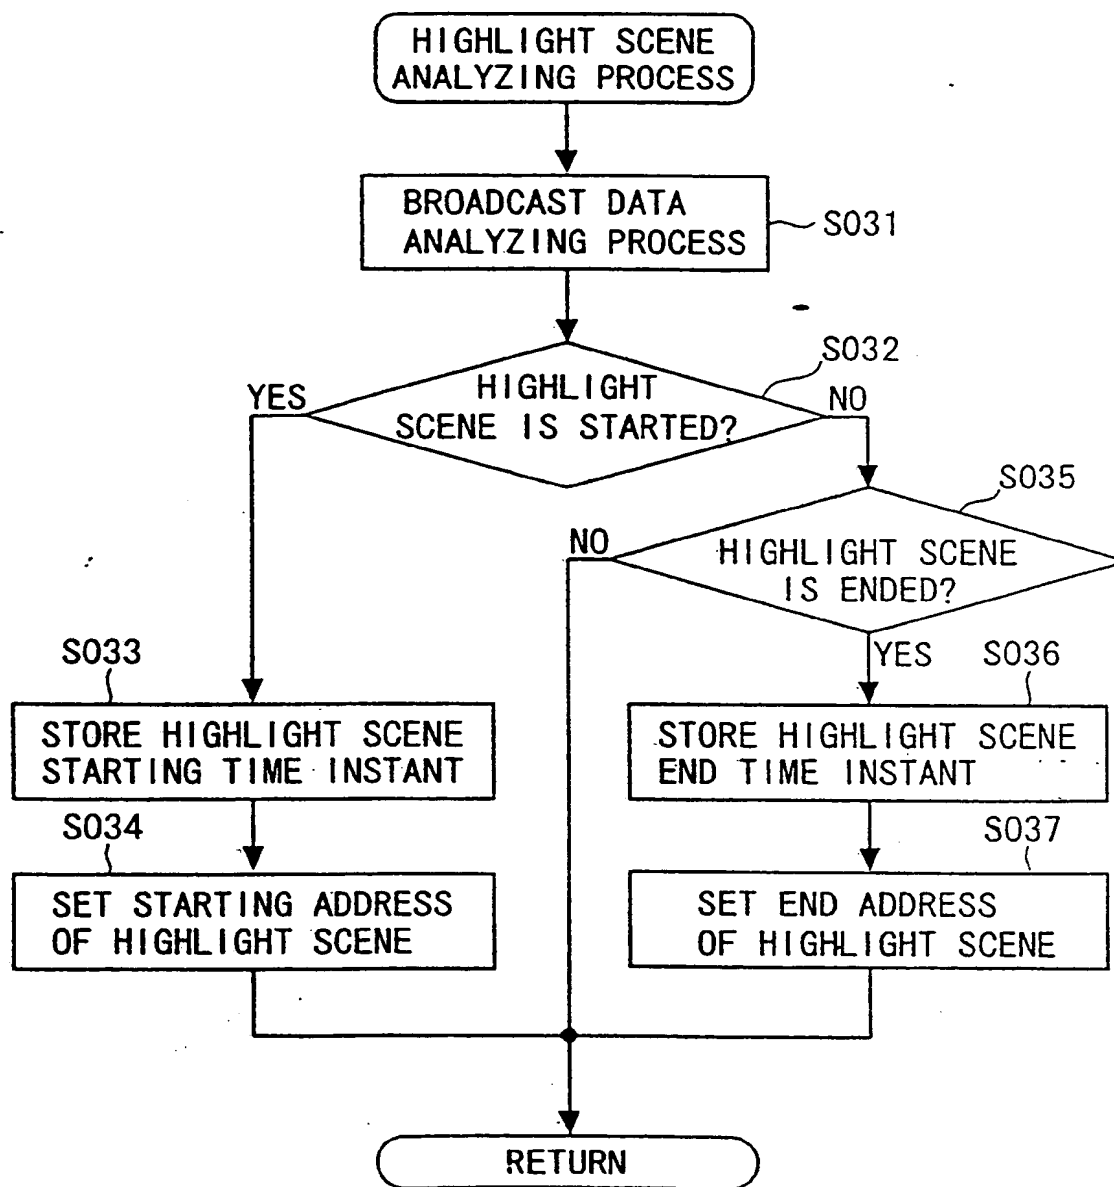 HIGHLIGHT SCENE
ANALYZING PROCESS
BROADCAST DATA
ANALYZING PROCESS
S031
S032
HIGHLIGHT
SCENE IS STARTED?
YES
NO
S035
HIGHLIGHT SCENE
IS ENDED?
NO
YES
S033
STORE HIGHLIGHT SCENE
STARTING TIME INSTANT
S036
STORE HIGHLIGHT SCENE
END TIME INSTANT
S034
SET STARTING ADDRESS
OF HIGHLIGHT SCENE
S037
SET END ADDRESS
OF HIGHLIGHT SCENE
RETURN